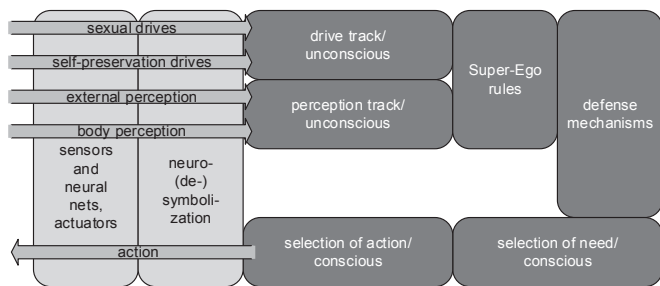 sexual drives
self-preservation drives
external perception
body perception
sensors
and
neural
nets,
actuators
neuro-
(de-)
symboli-
zation
drive track/
unconscious
perception track/
unconscious
Super-Ego
rules
defense
mechanisms
action
selection of action/
conscious
selection of need/
conscious